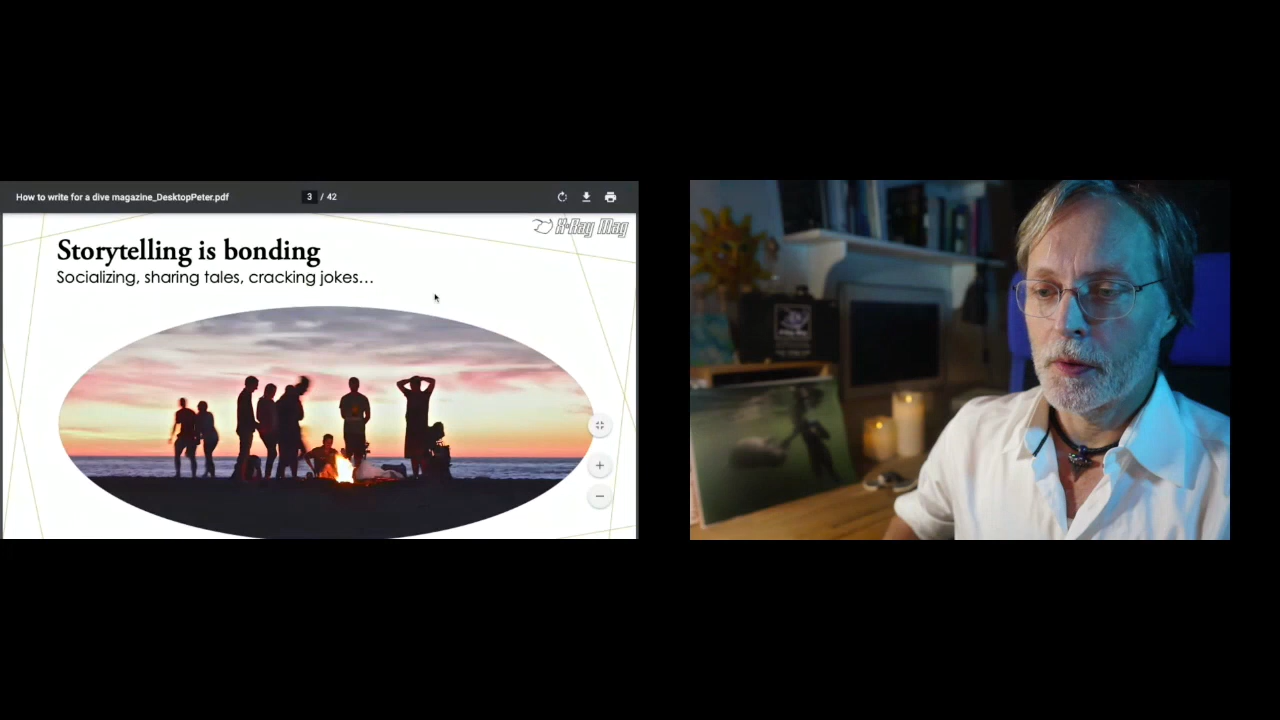 How to write for a dive magazine_DesktopPeter.pdf
3 / 42
X-Ray Mag
Storytelling is bonding
Socializing, sharing tales, cracking jokes...